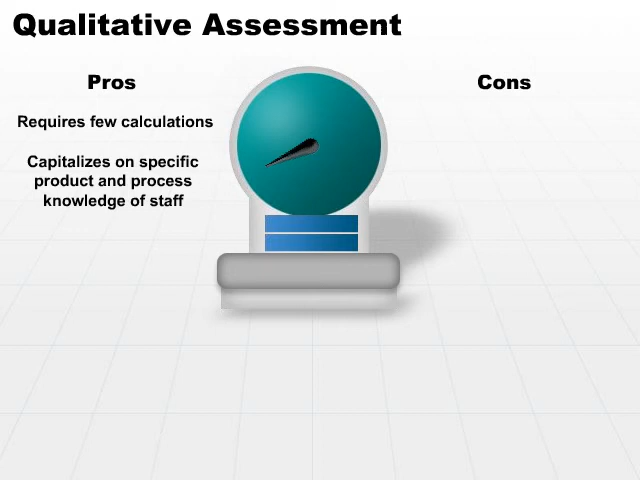 Qualitative Assessment
Pros
Cons
Requires few calculations
Capitalizes on specific
product and process
knowledge of staff